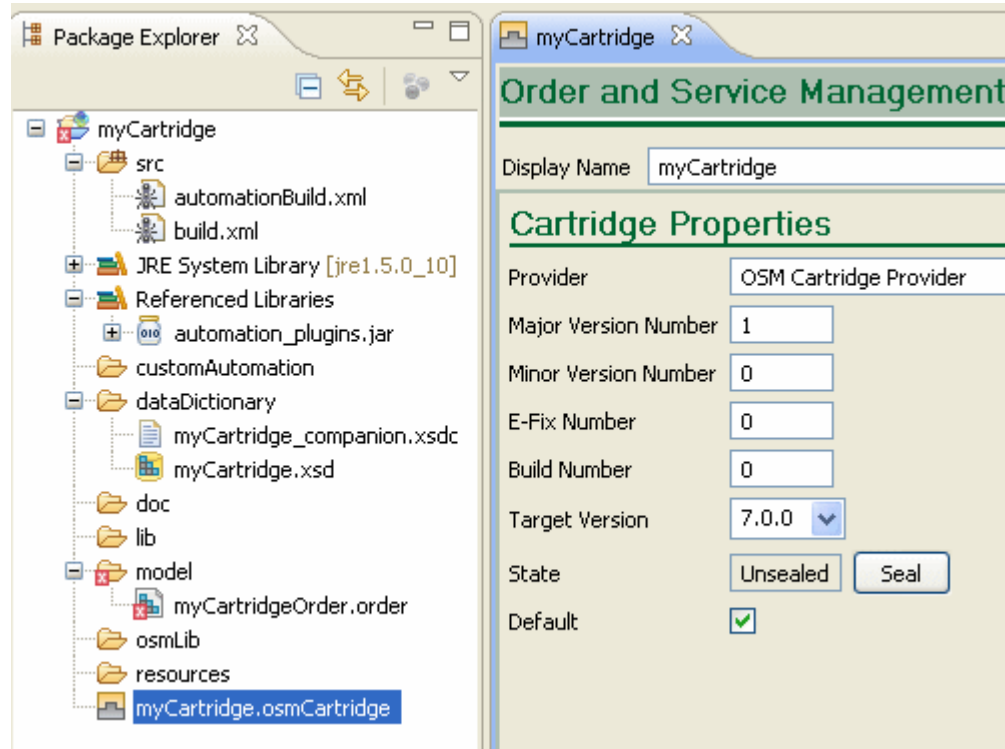 Package Explorer
myCartridge
src
automationBuild.xml
build.xml
JRE System Library [jre1.5.0_10]
Referenced Libraries
automation_plugins.jar
customAutomation
dataDictionary
myCartridge_companion.xsdc
myCartridge.xsd
doc
lib
model
myCartridgeOrder.order
osmLib
resources
myCartridge.osmCartridge
myCartridge
Order and Service Management
Display Name myCartridge
Cartridge Properties
Provider OSM Cartridge Provider
Major Version Number 1
Minor Version Number 0
E-Fix Number 0
Build Number 0
Target Version 7.0.0
State Unsealed Seal
Default